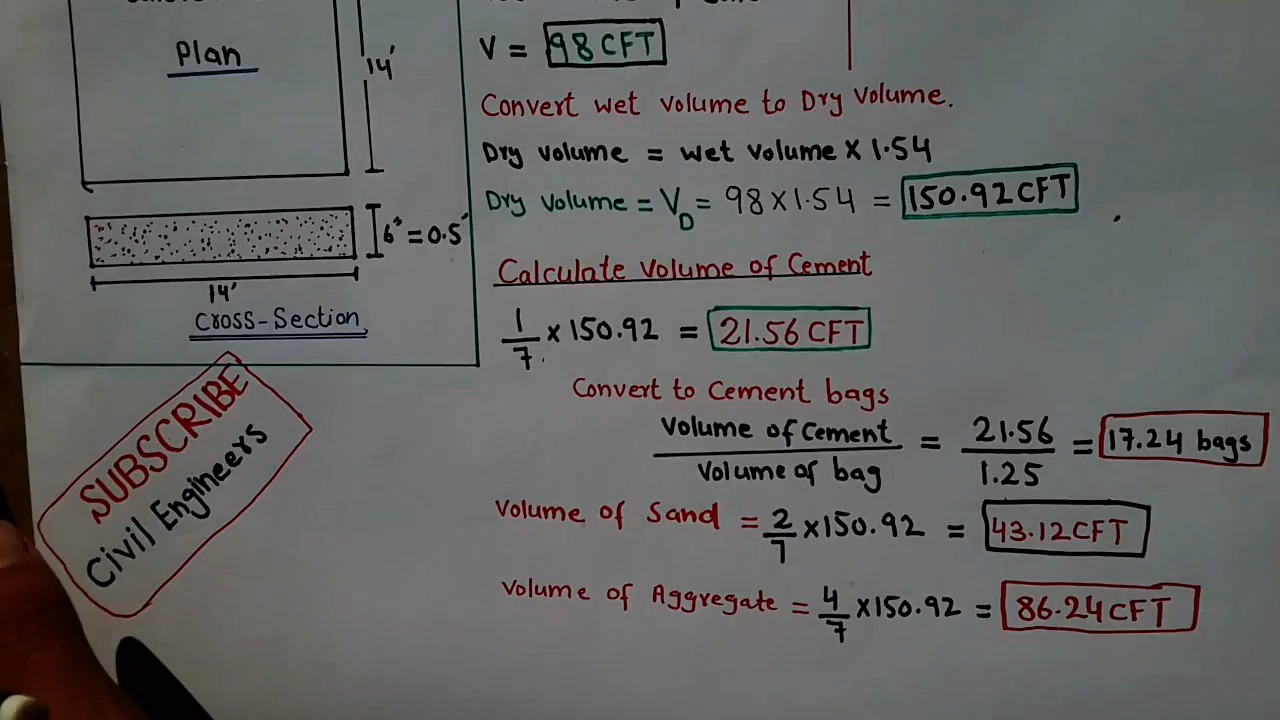 Plan
14'
6"=0.5'
14'
Cross-Section
SUBSCRIBE
Civil Engineers
V = 98 CFT
Convert wet volume to Dry volume.
Dry volume = wet volume × 1.54
Dry volume = V_D = 98 × 1.54 = 150.92 CFT
Calculate volume of Cement
1/7 × 150.92 = 21.56 CFT
Convert to Cement bags
Volume of Cement / Volume of bag = 21.56 / 1.25 = 17.24 bags
Volume of Sand = 2/7 × 150.92 = 43.12 CFT
Volume of Aggregate = 4/7 × 150.92 = 86.24 CFT